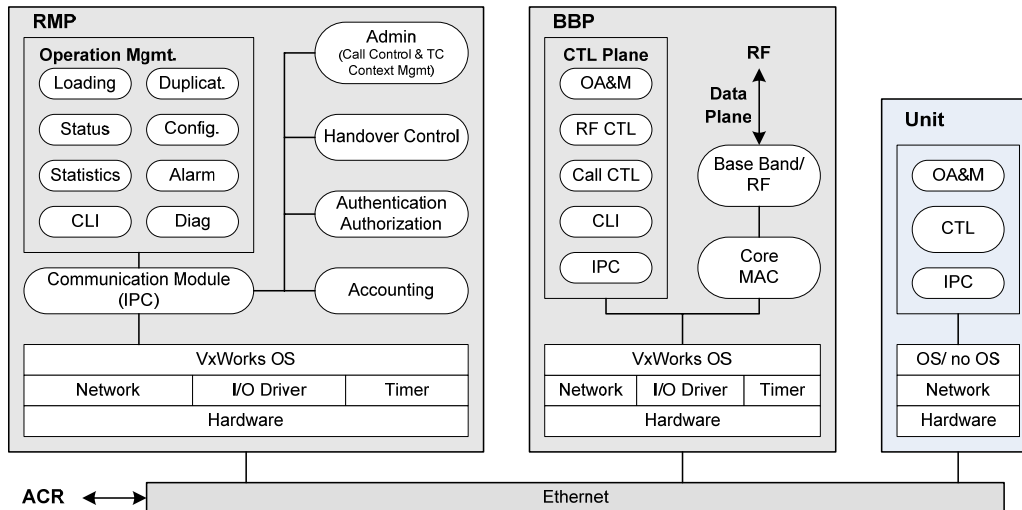 RMP
Operation Mgmt.
Loading
Duplicat.
Status
Config.
Statistics
Alarm
CLI
Diag
Communication Module
(IPC)
Admin
(Call Control & TC
Context Mgmt)
Handover Control
Authentication
Authorization
Accounting
VxWorks OS
Network
I/O Driver
Timer
Hardware
BBP
CTL Plane
OA&M
RF CTL
Call CTL
CLI
IPC
RF
Data
Plane
Base Band/
RF
Core
MAC
VxWorks OS
Network
I/O Driver
Timer
Hardware
Unit
OA&M
CTL
IPC
OS/ no OS
Network
Hardware
ACR
Ethernet